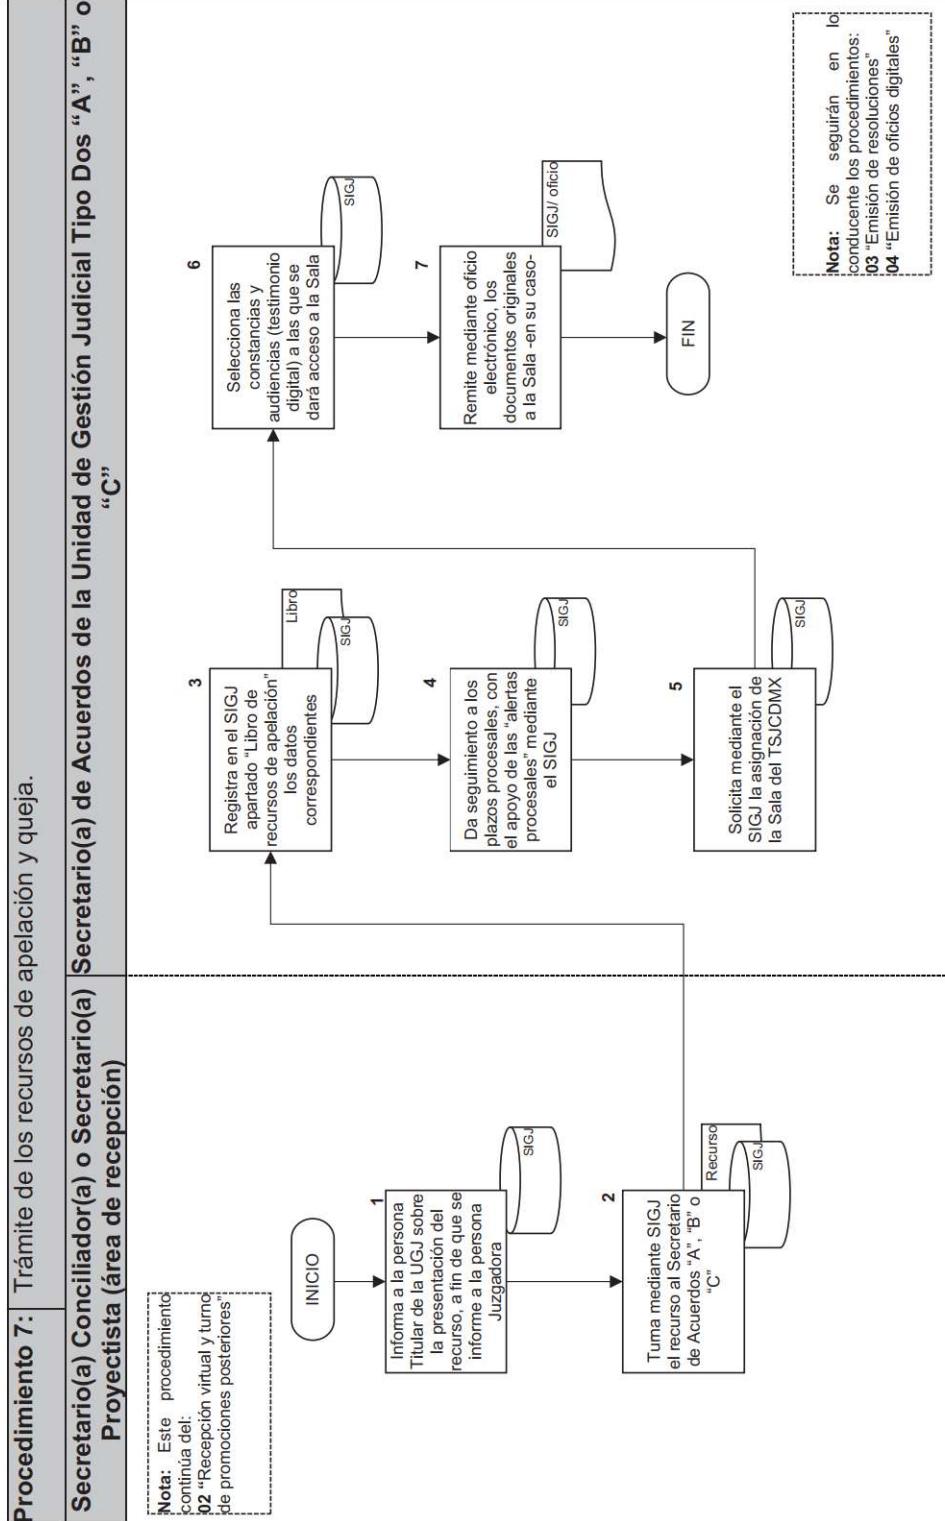 Procedimiento 7: Trámite de los recursos de apelación y queja.
Secretario(a) Conciliador(a) o Secretario(a)
Proyectista (área de recepción)
Secretario(a) de Acuerdos de la Unidad de Gestión Judicial Tipo Dos “A”, “B” o
“C”
Nota: Este procedimiento
continúa del:
02 “Recepción virtual y turno
de promociones posteriores”
INICIO
1
Informa a la persona
Titular de la UGJ sobre
la presentación del
recurso, a fin de que se
informe a la persona
Juzgadora
SIGJ
2
Turna mediante SIGJ
el recurso al Secretario
de Acuerdos “A”, “B” o
“C”
Recurso
SIGJ
3
Registra en el SIGJ
apartado “Libro de
recursos de apelación”
los datos
correspondientes
Libro
SIGJ
4
Da seguimiento a los
plazos procesales, con
el apoyo de las “alertas
procesales” mediante
el SIGJ
SIGJ
5
Solicita mediante el
SIGJ la asignación de
la Sala del TSJCDMX
SIGJ
6
Selecciona las
constancias y
audiencias (testimonio
digital) a las que se
dará acceso a la Sala
SIGJ
7
Remite mediante oficio
electrónico, los
documentos originales
a la Sala -en su caso-
SIGJ/ oficio
FIN
Nota: Se seguirán en lo
conducente los procedimientos:
03 “Emisión de resoluciones”
04 “Emisión de oficios digitales”